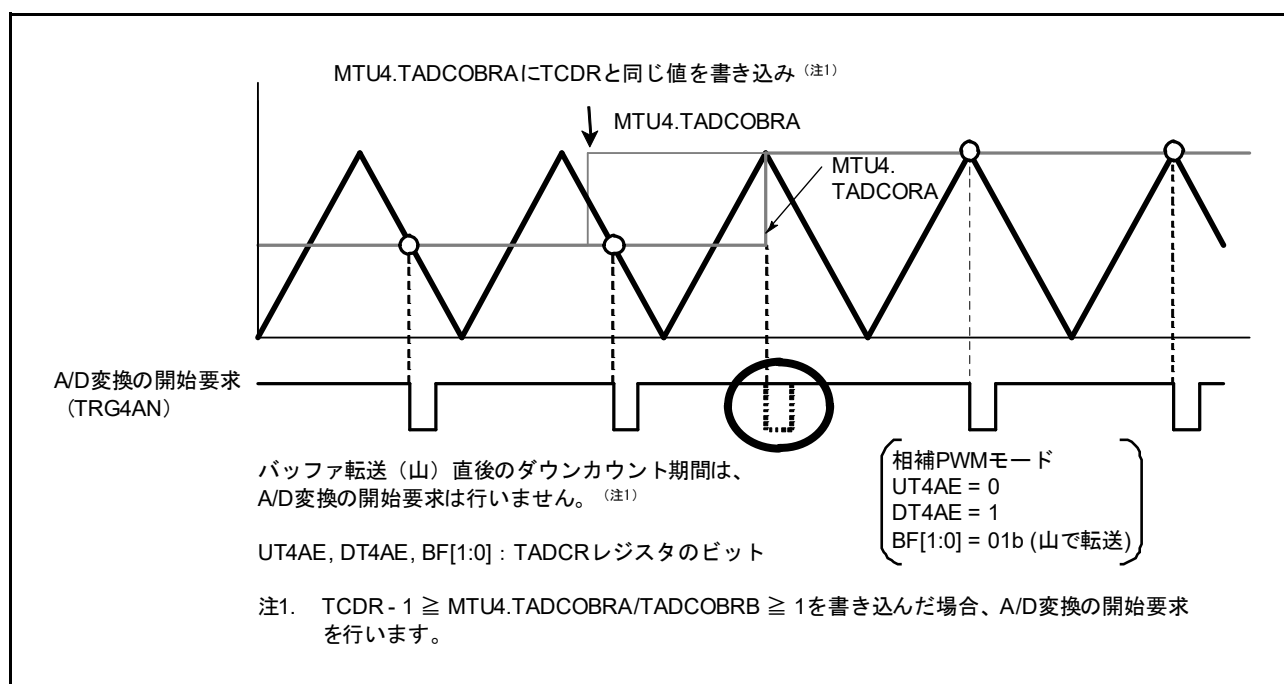 MTU4.TADCOBRAにTCDRと同じ値を書き込み（注1）
MTU4.TADCOBRA
MTU4.
TADCORA
A/D変換の開始要求
（TRG4AN）
バッファ転送（山）直後のダウンカウント期間は、
A/D変換の開始要求は行いません。（注1）
相補PWMモード
UT4AE = 0
DT4AE = 1
BF[1:0] = 01b (山で転送)
UT4AE, DT4AE, BF[1:0] : TADCRレジスタのビット
注1. TCDR - 1 ≧ MTU4.TADCOBRA/TADCOBRB ≧ 1を書き込んだ場合、A/D変換の開始要求
を行います。